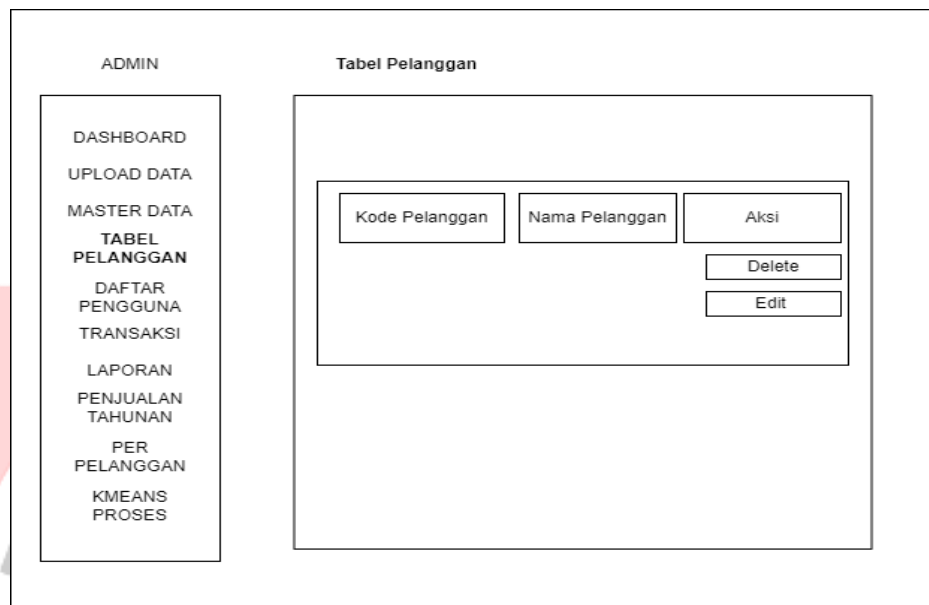 ADMIN
Tabel Pelanggan
DASHBOARD
UPLOAD DATA
MASTER DATA
TABEL
PELANGGAN
DAFTAR
PENGGUNA
TRANSAKSI
LAPORAN
PENJUALAN
TAHUNAN
PER
PELANGGAN
KMEANS
PROSES
Kode Pelanggan
Nama Pelanggan
Aksi
Delete
Edit